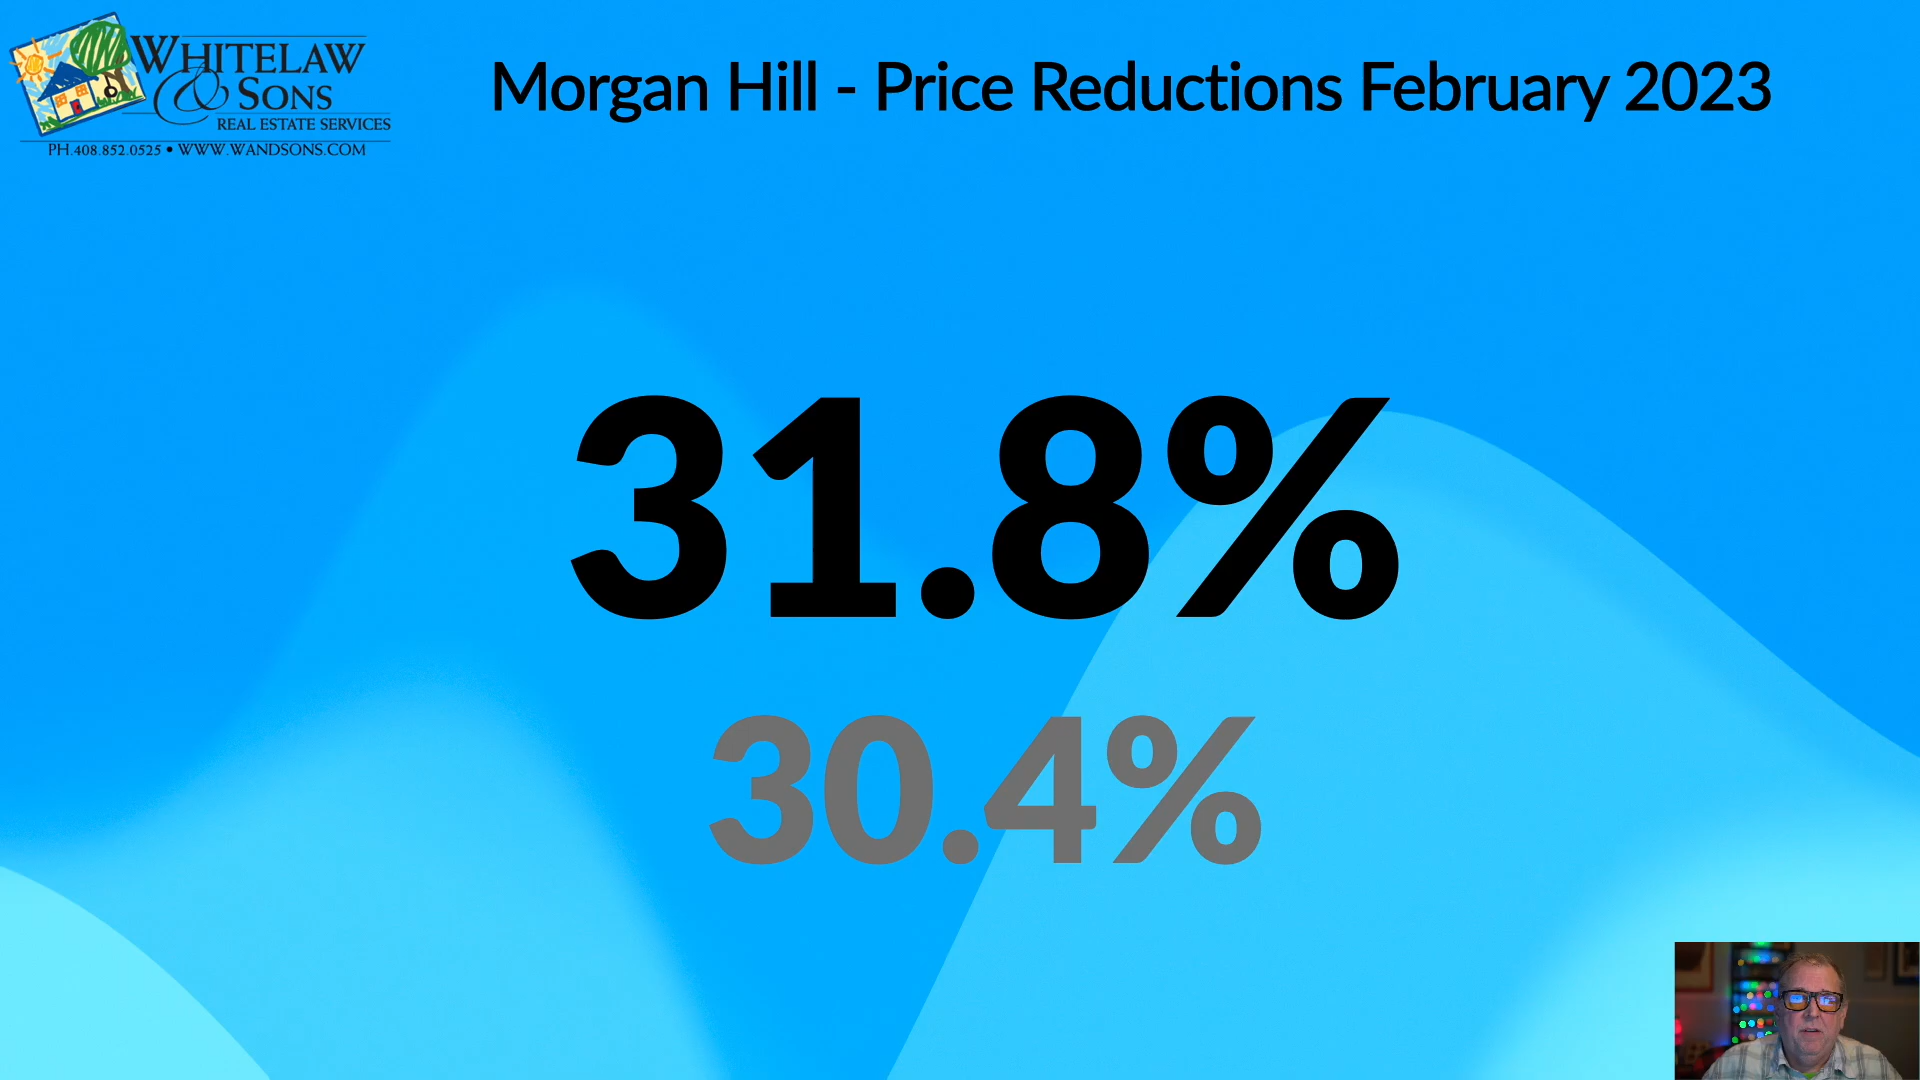 WHITELAW
& SONS
REAL ESTATE SERVICES
PH.408.852.0525 • WWW.WANDSONS.COM
Morgan Hill - Price Reductions February 2023
31.8%
30.4%